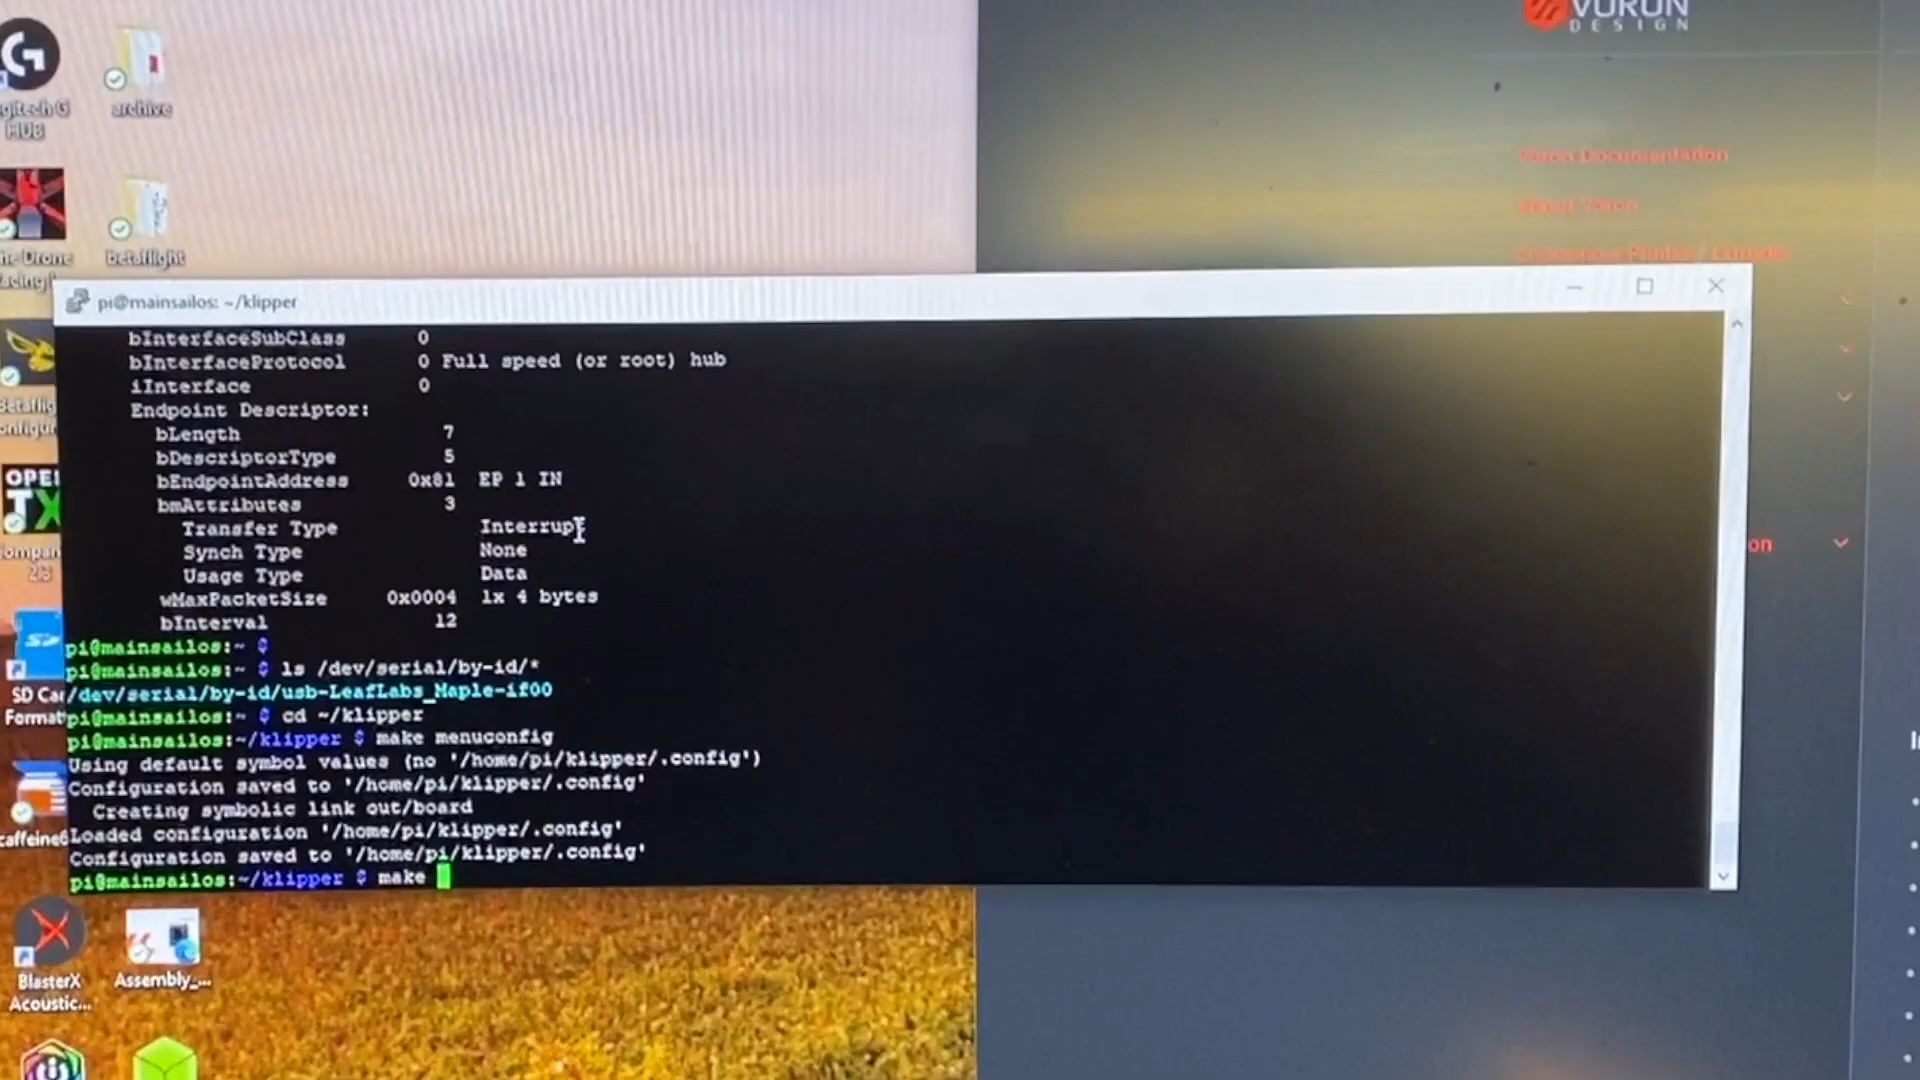 VORON
DESIGN
HUB
archive
Voron Documentation
betaflight
pi@mainsailos: ~/klipper
bInterfaceSubClass 0
bInterfaceProtocol 0 Full speed (or root) hub
iInterface 0
Endpoint Descriptor:
bLength 7
bDescriptorType 5
bEndpointAddress 0x81 EP 1 IN
bmAttributes 3
Transfer Type Interrupt
Synch Type None
Usage Type Data
wMaxPacketSize 0x0004 1x 4 bytes
bInterval 12
pi@mainsailos:~ $
pi@mainsailos:~ $ ls /dev/serial/by-id/*
/dev/serial/by-id/usb-LeafLabs_Maple-if00
pi@mainsailos:~ $ cd ~/klipper
pi@mainsailos:~/klipper $ make menuconfig
Using default symbol values (no '/home/pi/klipper/.config')
Configuration saved to '/home/pi/klipper/.config'
Creating symbolic link out/board
Loaded configuration '/home/pi/klipper/.config'
Configuration saved to '/home/pi/klipper/.config'
pi@mainsailos:~/klipper $ make
on
OPEN
TX
SD Ca
Format
caffeine6
BlasterX
Acoustic...
Assembly_...